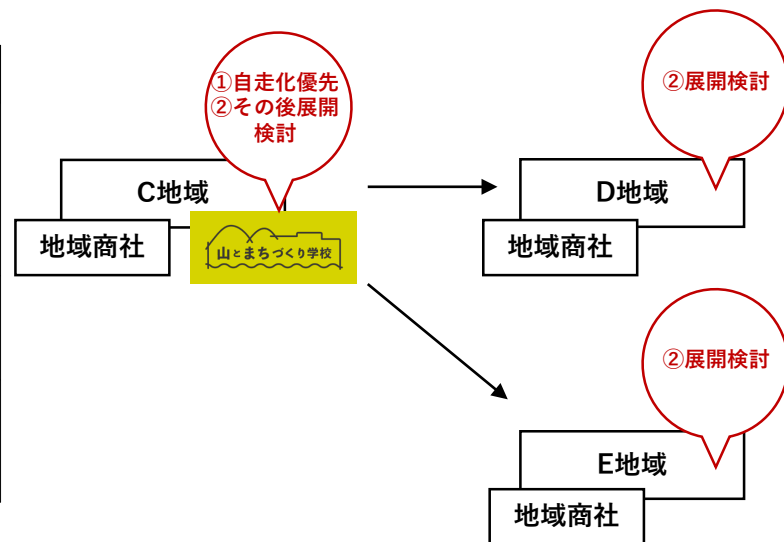 ①自走化優先
②その後展開
検討
C地域
地域商社
山とまちづくり学校
②展開検討
D地域
地域商社
②展開検討
E地域
地域商社